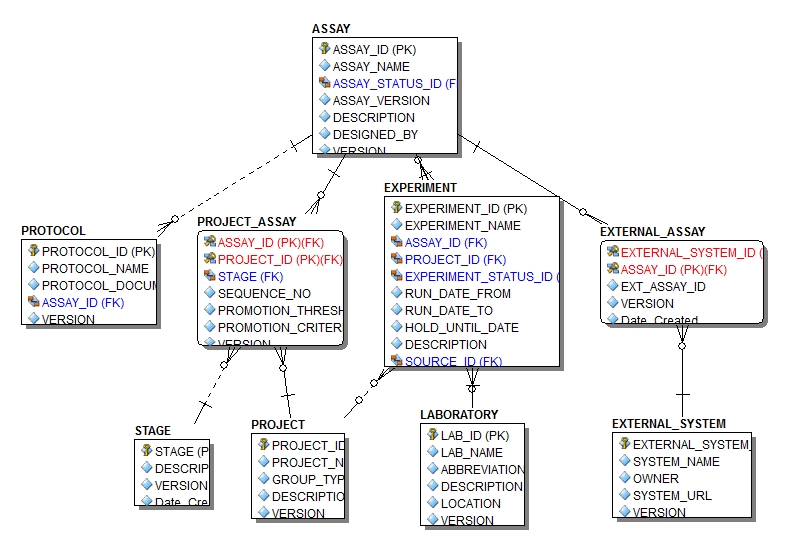 ASSAY
ASSAY_ID (PK)
ASSAY_NAME
ASSAY_STATUS_ID (F
ASSAY_VERSION
DESCRIPTION
DESIGNED_BY
VERSION
PROTOCOL
PROTOCOL_ID (PK)
PROTOCOL_NAME
PROTOCOL_DOCUM
ASSAY_ID (FK)
VERSION
PROJECT_ASSAY
ASSAY_ID (PK)(FK)
PROJECT_ID (PK)(FK)
STAGE (FK)
SEQUENCE_NO
PROMOTION_THRESH
PROMOTION_CRITERI
VERSION
EXPERIMENT
EXPERIMENT_ID (PK)
EXPERIMENT_NAME
ASSAY_ID (FK)
PROJECT_ID (FK)
EXPERIMENT_STATUS_ID (
RUN_DATE_FROM
RUN_DATE_TO
HOLD_UNTIL_DATE
DESCRIPTION
SOURCE_ID (FK)
EXTERNAL_ASSAY
EXTERNAL_SYSTEM_ID (
ASSAY_ID (PK)(FK)
EXT_ASSAY_ID
VERSION
Date_Created
STAGE
STAGE (P
DESCRIP
VERSION
Date_Cre
PROJECT
PROJECT_ID
PROJECT_N
GROUP_TYP
DESCRIPTIO
VERSION
LABORATORY
LAB_ID (PK)
LAB_NAME
ABBREVIATION
DESCRIPTION
LOCATION
VERSION
EXTERNAL_SYSTEM
EXTERNAL_SYSTEM_
SYSTEM_NAME
OWNER
SYSTEM_URL
VERSION